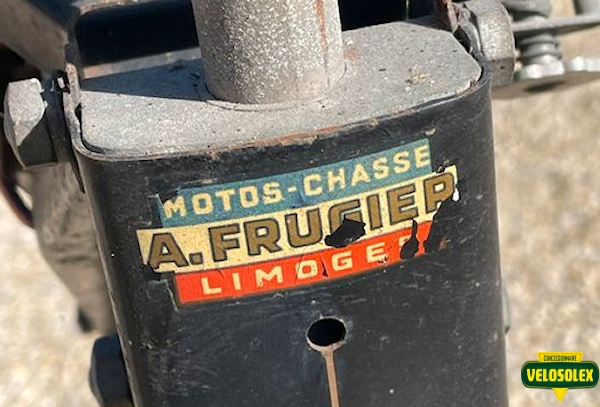 MOTOS-CHASSE
A. FRUGIER
LIMOGES
CONCESSIONNAIRE
VELOSOLEX